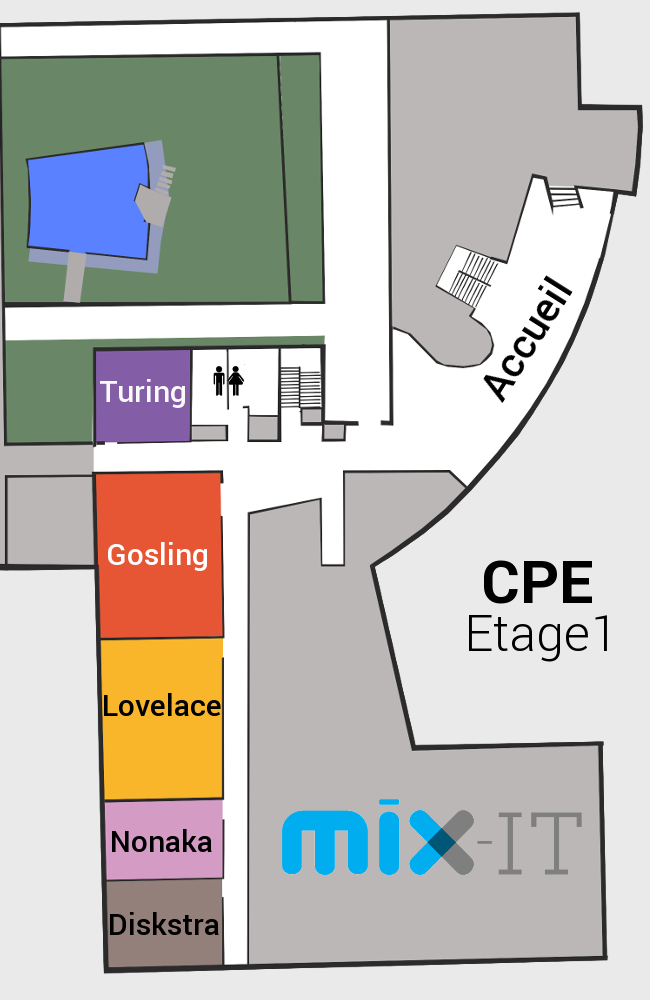 Turing
Accueil
Gosling
CPE
Etage1
Lovelace
Nonaka
Diskstra
mix-IT